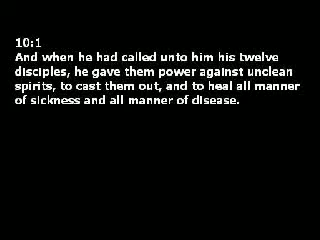 10:1
And when he had called unto him his twelve
disciples, he gave them power against unclean
spirits, to cast them out, and to heal all manner
of sickness and all manner of disease.